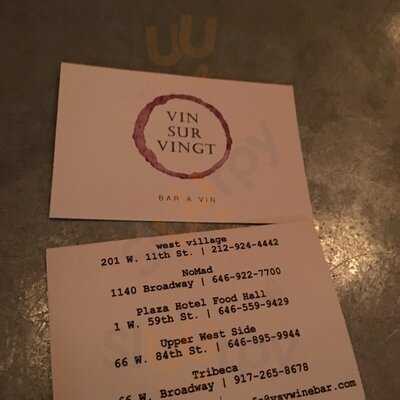 VIN
SUR
VINGT
BAR A VIN
west village
201 W. 11th St. | 212-924-4442
NoMad
1140 Broadway | 646-922-7700
Plaza Hotel Food Hall
1 W. 59th St. | 646-559-9429
Upper West Side
66 W. 84th St. | 646-895-9944
Tribeca
66 W. Broadway | 917-265-8678